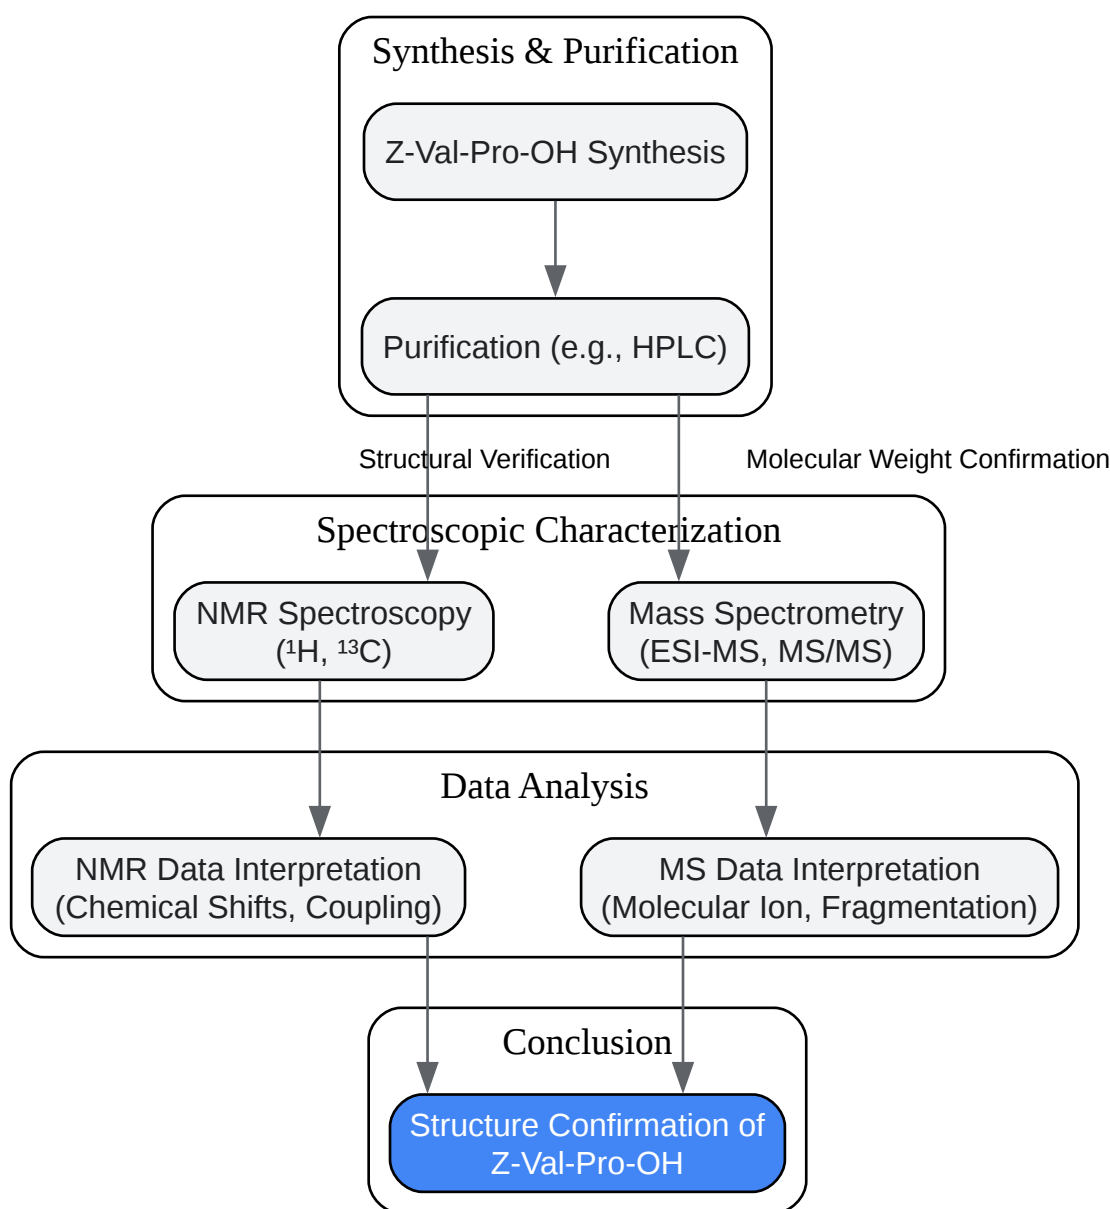 Synthesis & Purification
Z-Val-Pro-OH Synthesis
Purification (e.g., HPLC)
Structural Verification
Molecular Weight Confirmation
Spectroscopic Characterization
NMR Spectroscopy
(¹H, ¹³C)
Mass Spectrometry
(ESI-MS, MS/MS)
Data Analysis
NMR Data Interpretation
(Chemical Shifts, Coupling)
MS Data Interpretation
(Molecular Ion, Fragmentation)
Conclusion
Structure Confirmation of
Z-Val-Pro-OH